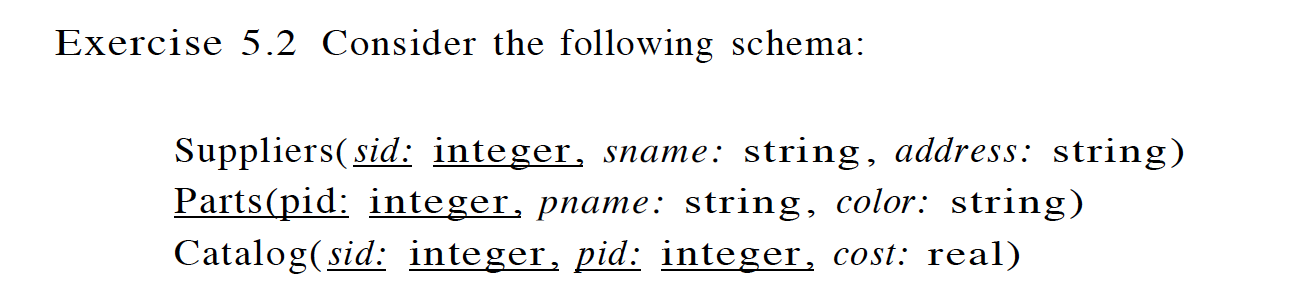 Exercise 5.2 Consider the following schema:
Suppliers(sid: integer, sname: string, address: string)
Parts(pid: integer, pname: string, color: string)
Catalog(sid: integer, pid: integer, cost: real)